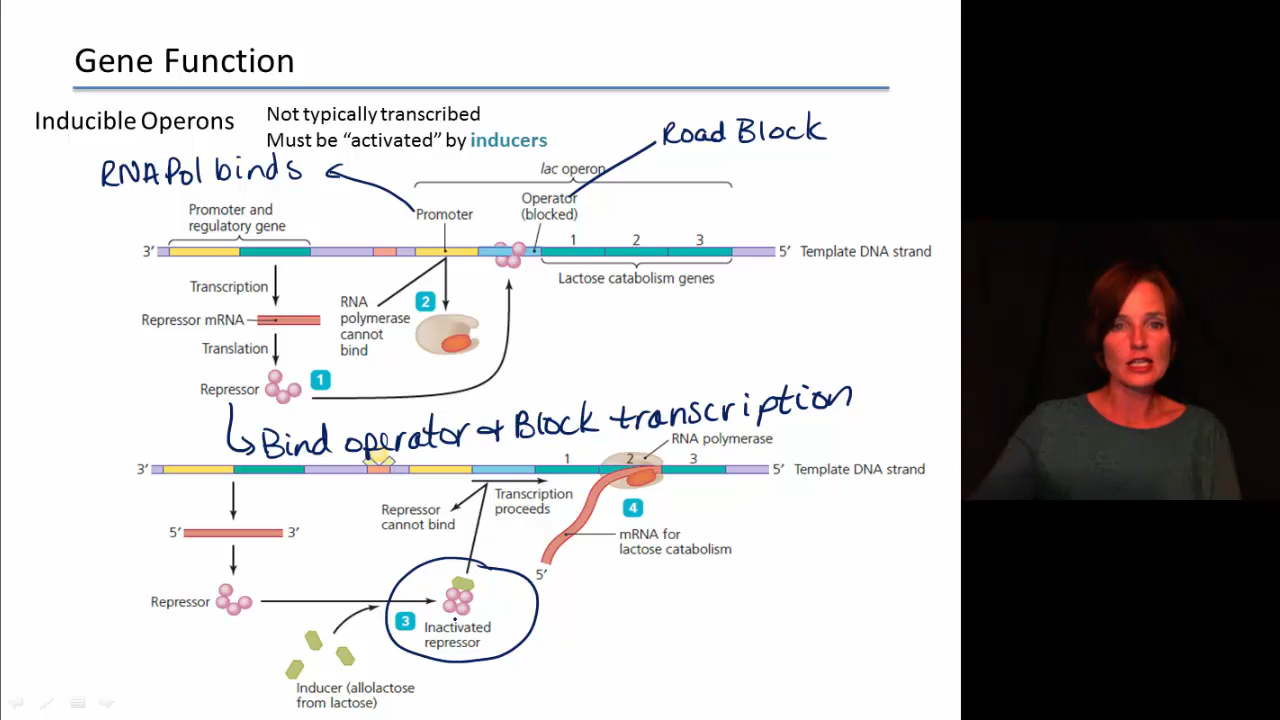 Gene Function
Inducible Operons
Not typically transcribed
Must be “activated” by inducers
Road Block
RNA Pol binds
lac operon
Promoter and
regulatory gene
Promoter
Operator
(blocked)
3′
1
2
3
5′ Template DNA strand
Lactose catabolism genes
Transcription
Repressor mRNA
Translation
Repressor
1
RNA
polymerase
cannot
bind
2
Bind operator + Block transcription
RNA polymerase
3′
1
2
3
5′ Template DNA strand
Repressor
cannot bind
Transcription
proceeds
4
mRNA for
lactose catabolism
5′
5′
3′
Repressor
3
Inactivated
repressor
Inducer (allolactose
from lactose)